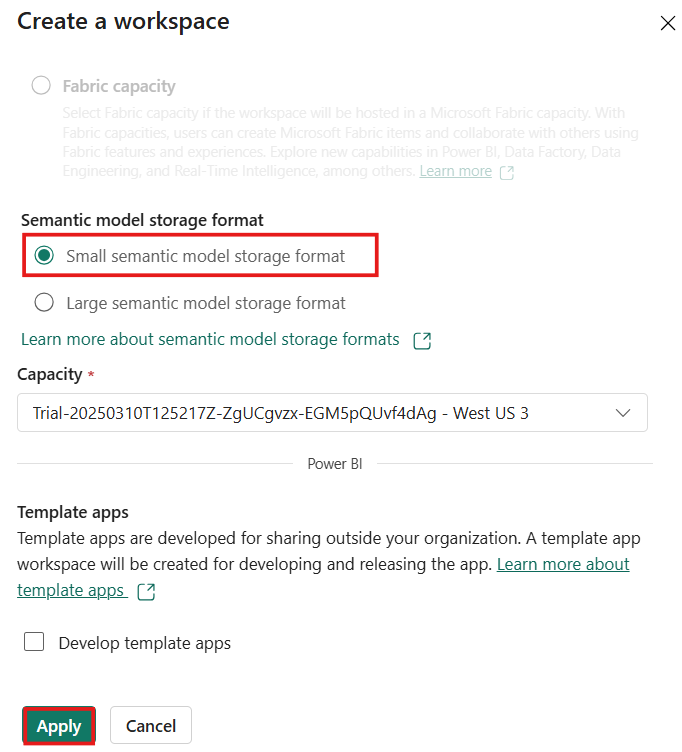 Create a workspace
Fabric capacity
Select Fabric capacity if the workspace will be hosted in a Microsoft Fabric capacity. With
Fabric capacities, users can create Microsoft Fabric items and collaborate with others using
Fabric features and experiences. Explore new capabilities in Power BI, Data Factory, Data
Engineering, and Real-Time Intelligence, among others. Learn more
Semantic model storage format
Small semantic model storage format
Large semantic model storage format
Learn more about semantic model storage formats
Capacity *
Trial-20250310T125217Z-ZgUCgvzx-EGM5pQUvf4dAg - West US 3
Power BI
Template apps
Template apps are developed for sharing outside your organization. A template app
workspace will be created for developing and releasing the app. Learn more about
template apps
Develop template apps
Apply Cancel